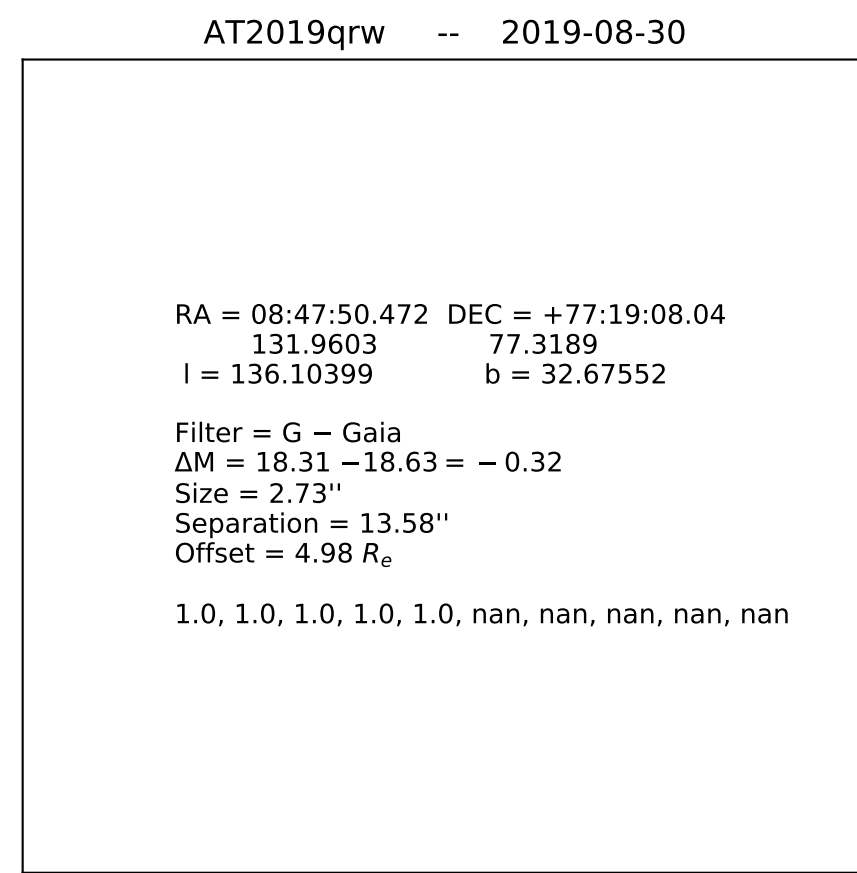 AT2019qrw -- 2019-08-30
RA = 08:47:50.472 DEC = +77:19:08.04
131.9603 77.3189
l = 136.10399 b = 32.67552
Filter = G − Gaia
ΔM = 18.31 −18.63 = − 0.32
Size = 2.73''
Separation = 13.58''
Offset = 4.98 Rₑ
1.0, 1.0, 1.0, 1.0, 1.0, nan, nan, nan, nan, nan